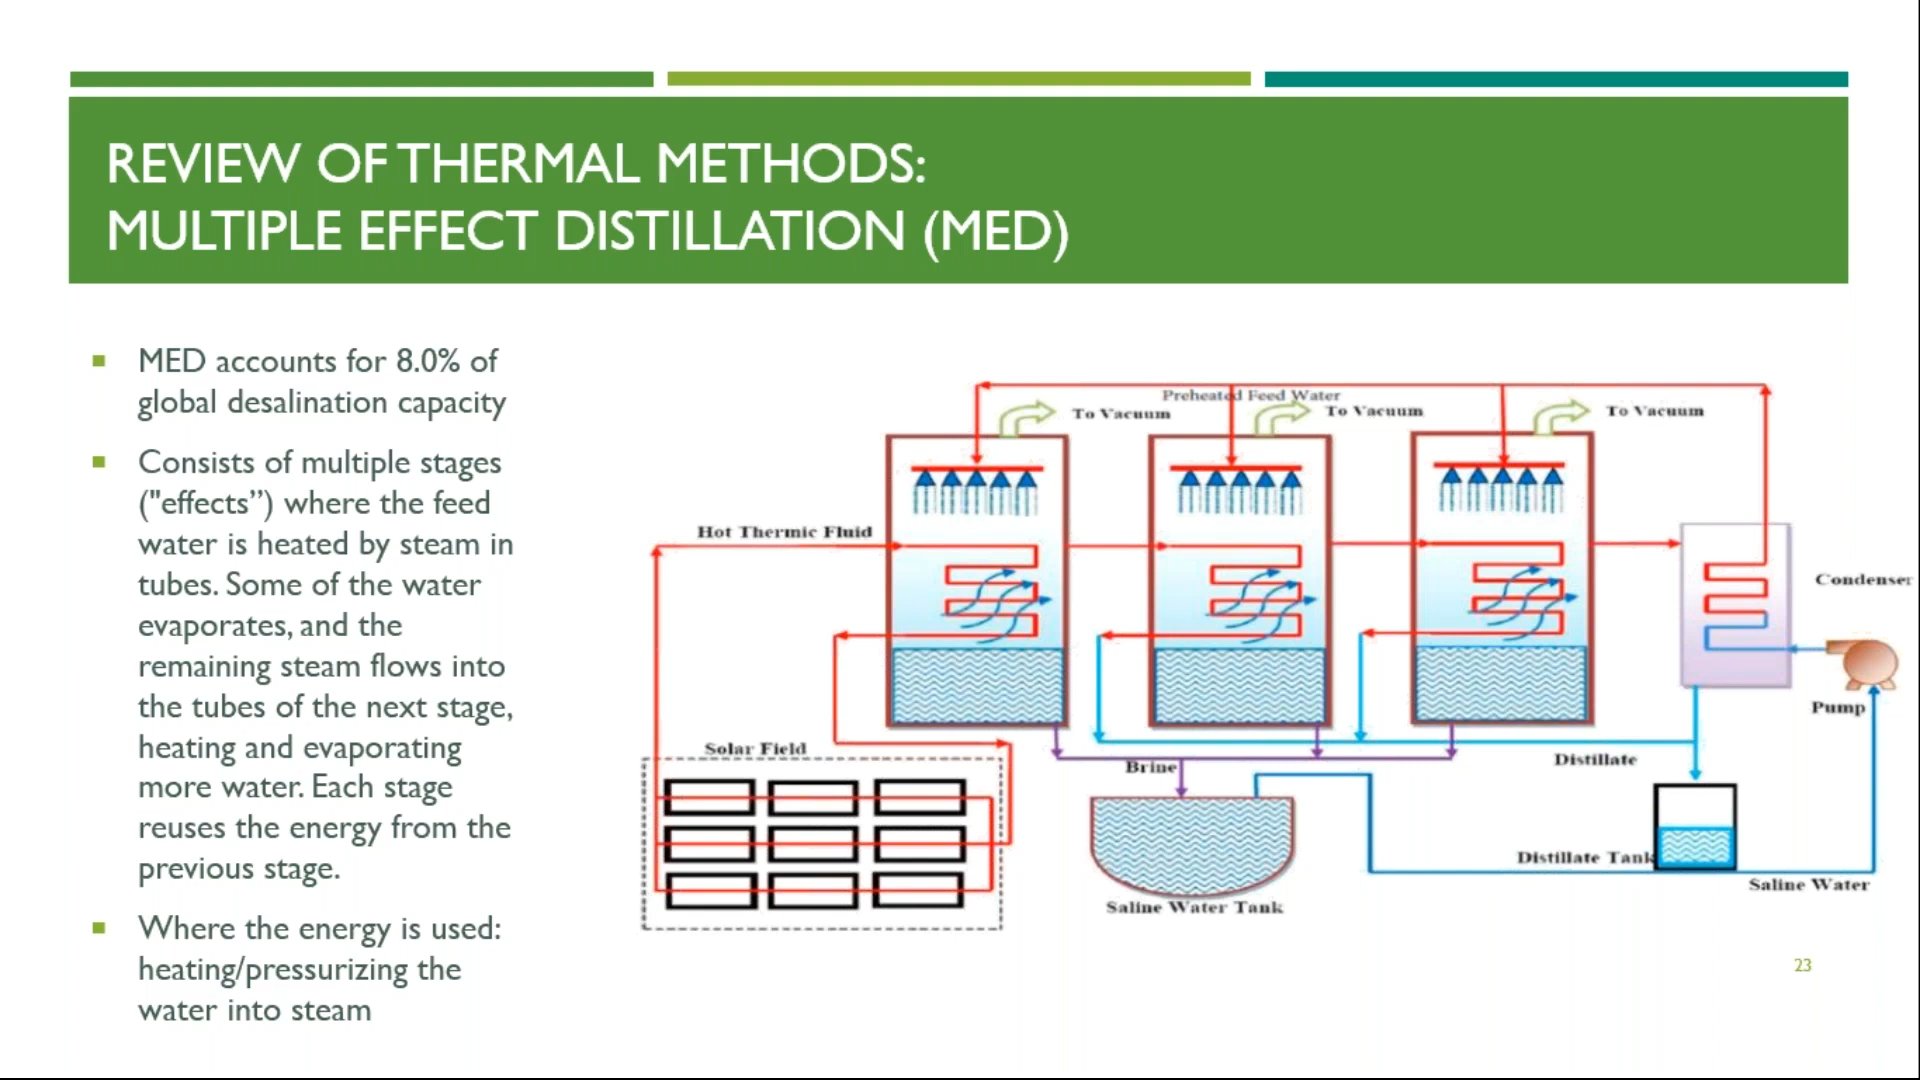 REVIEW OF THERMAL METHODS:
MULTIPLE EFFECT DISTILLATION (MED)
▪ MED accounts for 8.0% of
global desalination capacity
▪ Consists of multiple stages
("effects”) where the feed
water is heated by steam in
tubes. Some of the water
evaporates, and the
remaining steam flows into
the tubes of the next stage,
heating and evaporating
more water. Each stage
reuses the energy from the
previous stage.
▪ Where the energy is used:
heating/pressurizing the
water into steam
Preheated Feed Water
To Vacuum
To Vacuum
To Vacuum
Hot Thermic Fluid
Condenser
Pump
Solar Field
Brine
Distillate
Distillate Tank
Saline Water
Saline Water Tank
23